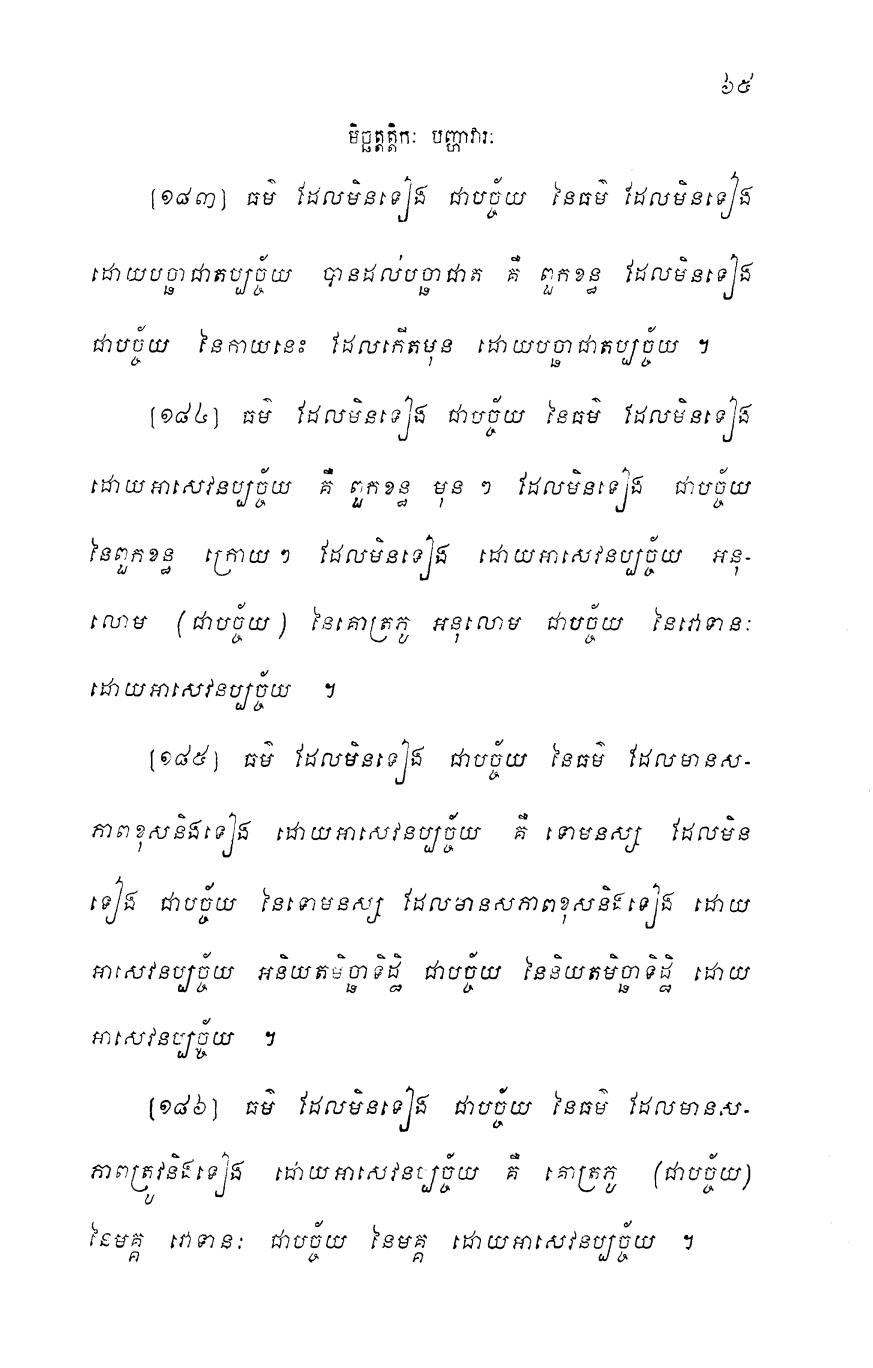 ៦៥
មិច្ឆត្តត្តិកៈ បញ្ហាវារៈ
[១៨៣] ធម៌ ដែលមិនទៀង ជាបច្ច័យ នៃធម៌ ដែលមិនទៀង
ដោយបច្ឆាជាតប្បច្ច័យ បានដល់បច្ឆាជាត គឺ ពួកខន្ធ ដែលមិនទៀង
ជាបច្ច័យ នៃកាយនេះ ដែលកើតមុន ដោយបច្ឆាជាតប្បច្ច័យ ។
[១៨៤] ធម៌ ដែលមិនទៀង ជាបច្ច័យ នៃធម៌ ដែលមិនទៀង
ដោយអាសេវនប្បច្ច័យ គឺ ពួកខន្ធ មុន ៗ ដែលមិនទៀង ជាបច្ច័យ
នៃពួកខន្ធ ក្រោយ ៗ ដែលមិនទៀង ដោយអាសេវនប្បច្ច័យ អនុ-
លោម (ជាបច្ច័យ) នៃគោត្រភូ អនុលោម ជាបច្ច័យ នៃវោទានៈ
ដោយអាសេវនប្បច្ច័យ ។
[១៨៥] ធម៌ ដែលមិនទៀង ជាបច្ច័យ នៃធម៌ ដែលមានស-
ភាពខុសនិងទៀង ដោយអាសេវនប្បច្ច័យ គឺ ទោមនស្ស ដែលមិន
ទៀង ជាបច្ច័យ នៃទោមនស្ស ដែលមានសភាពខុសនិងទៀង ដោយ
អាសេវនប្បច្ច័យ អនិយតមិច្ឆាទិដ្ឋិ ជាបច្ច័យ នៃនិយតមិច្ឆាទិដ្ឋិ ដោយ
អាសេវនប្បច្ច័យ ។
[១៨៦] ធម៌ ដែលមិនទៀង ជាបច្ច័យ នៃធម៌ ដែលមានស-
ភាពត្រូវនិងទៀង ដោយអាសេវនប្បច្ច័យ គឺ គោត្រភូ (ជាបច្ច័យ)
នៃមគ្គ វោទានៈ ជាបច្ច័យ នៃមគ្គ ដោយអាសេវនប្បច្ច័យ ។